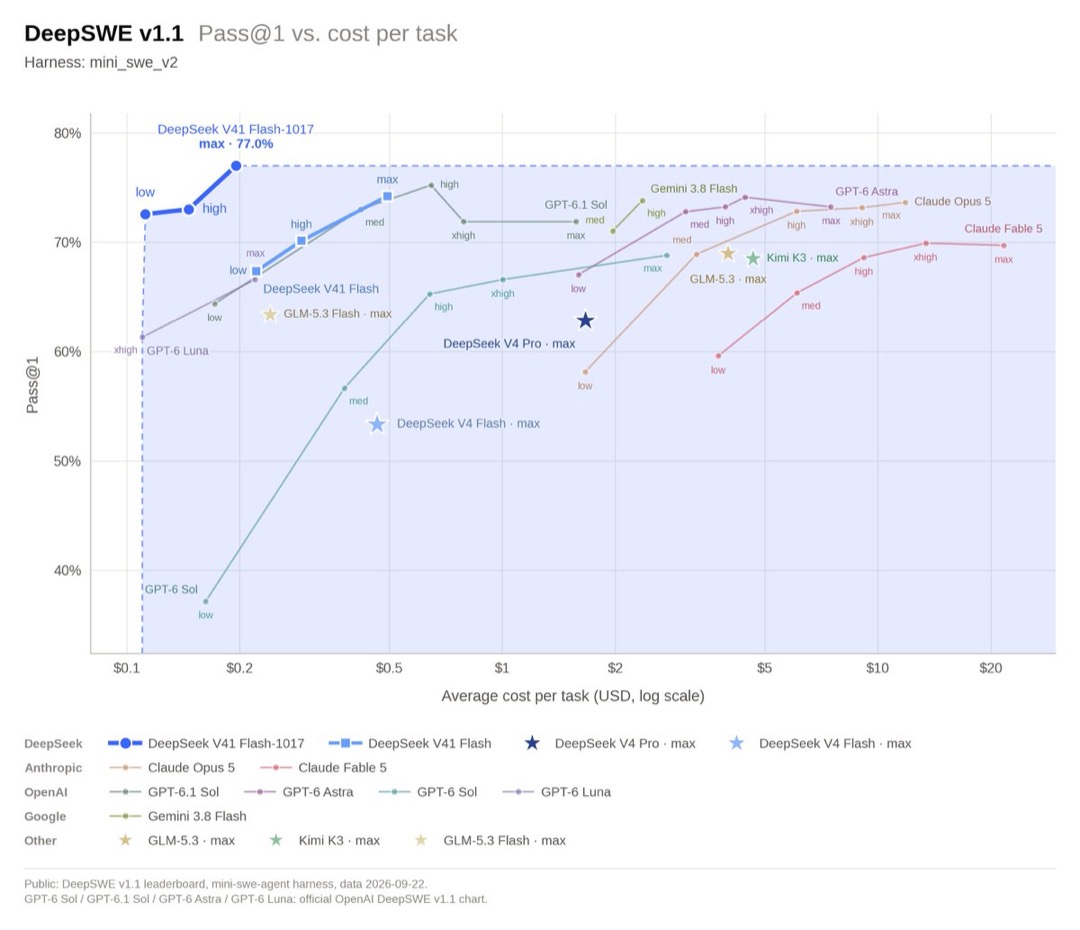 DeepSWE v1.1 Pass@1 vs. cost per task
Harness: mini_swe_v2
80%
DeepSeek V41 Flash-1017
max · 77.0%
low
high
max
high
GPT-6.1 Sol
Gemini 3.8 Flash
GPT-6 Astra
Claude Opus 5
high
med
xhigh
max
med
high
med
high
xhigh
max
high
xhigh
max
Claude Fable 5
70%
max
low
DeepSeek V41 Flash
low
GLM-5.3 Flash · max
high
xhigh
max
low
med
GLM-5.3 · max
Kimi K3 · max
high
xhigh
max
med
60%
xhigh
GPT-6 Luna
DeepSeek V4 Pro · max
low
low
med
DeepSeek V4 Flash · max
50%
40%
GPT-6 Sol
low
Pass@1
$0.1
$0.2
$0.5
$1
$2
$5
$10
$20
Average cost per task (USD, log scale)
DeepSeek DeepSeek V41 Flash-1017 DeepSeek V41 Flash DeepSeek V4 Pro · max DeepSeek V4 Flash · max
Anthropic Claude Opus 5 Claude Fable 5
OpenAI GPT-6.1 Sol GPT-6 Astra GPT-6 Sol GPT-6 Luna
Google Gemini 3.8 Flash
Other GLM-5.3 · max Kimi K3 · max GLM-5.3 Flash · max
Public: DeepSWE v1.1 leaderboard, mini-swe-agent harness, data 2026-09-22.
GPT-6 Sol / GPT-6.1 Sol / GPT-6 Astra / GPT-6 Luna: official OpenAI DeepSWE v1.1 chart.